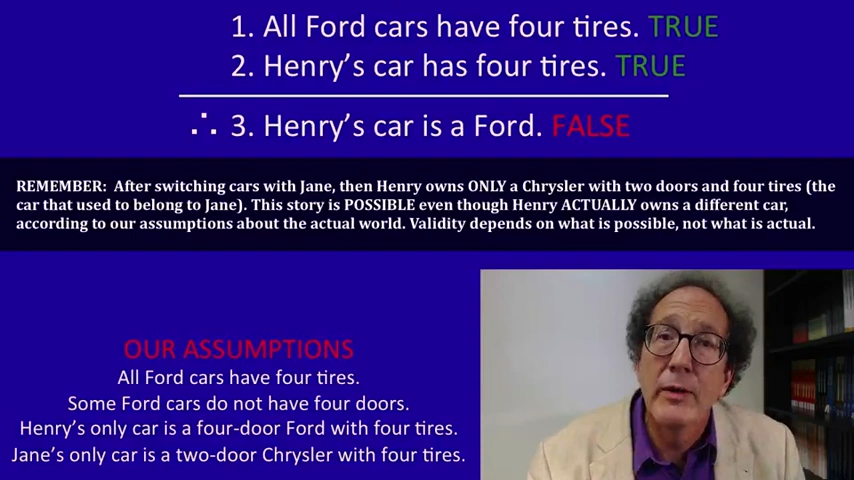 1. All Ford cars have four tires. TRUE
2. Henry's car has four tires. TRUE
∴ 3. Henry's car is a Ford. FALSE
REMEMBER: After switching cars with Jane, then Henry owns ONLY a Chrysler with two doors and four tires (the
car that used to belong to Jane). This story is POSSIBLE even though Henry ACTUALLY owns a different car,
according to our assumptions about the actual world. Validity depends on what is possible, not what is actual.
OUR ASSUMPTIONS
All Ford cars have four tires.
Some Ford cars do not have four doors.
Henry's only car is a four-door Ford with four tires.
Jane's only car is a two-door Chrysler with four tires.